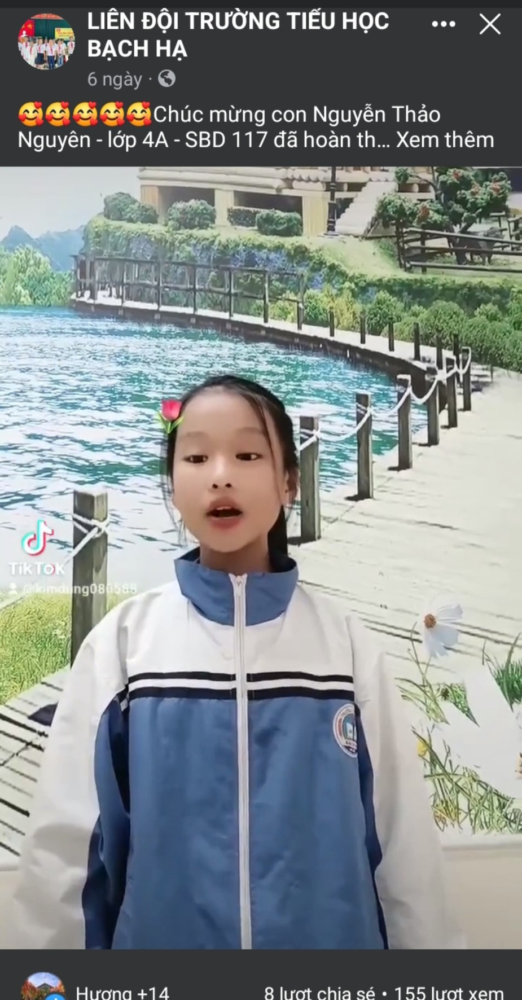 LIÊN ĐỘI TRƯỜNG TIỂU HỌC
BẠCH HẠ
6 ngày ·
🥰🥰🥰🥰🥰Chúc mừng con Nguyễn Thảo
Nguyên - lớp 4A - SBD 117 đã hoàn th... Xem thêm
TikTok
@kimdung080588
Hương +14
8 lượt chia sẻ • 155 lượt xem